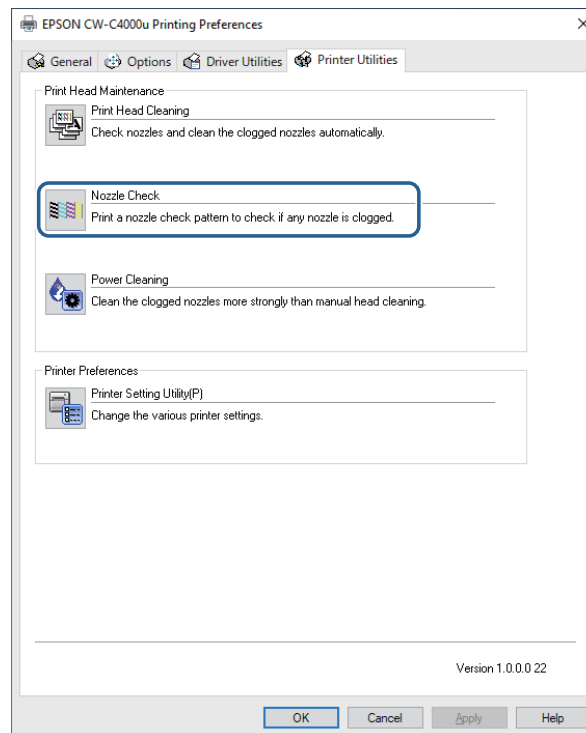 EPSON CW-C4000u Printing Preferences
General Options Driver Utilities Printer Utilities
Print Head Maintenance
Print Head Cleaning
Check nozzles and clean the clogged nozzles automatically.
Nozzle Check
Print a nozzle check pattern to check if any nozzle is clogged.
Power Cleaning
Clean the clogged nozzles more strongly than manual head cleaning.
Printer Preferences
Printer Setting Utility(P)
Change the various printer settings.
Version 1.0.0.0 22
OK Cancel Apply Help